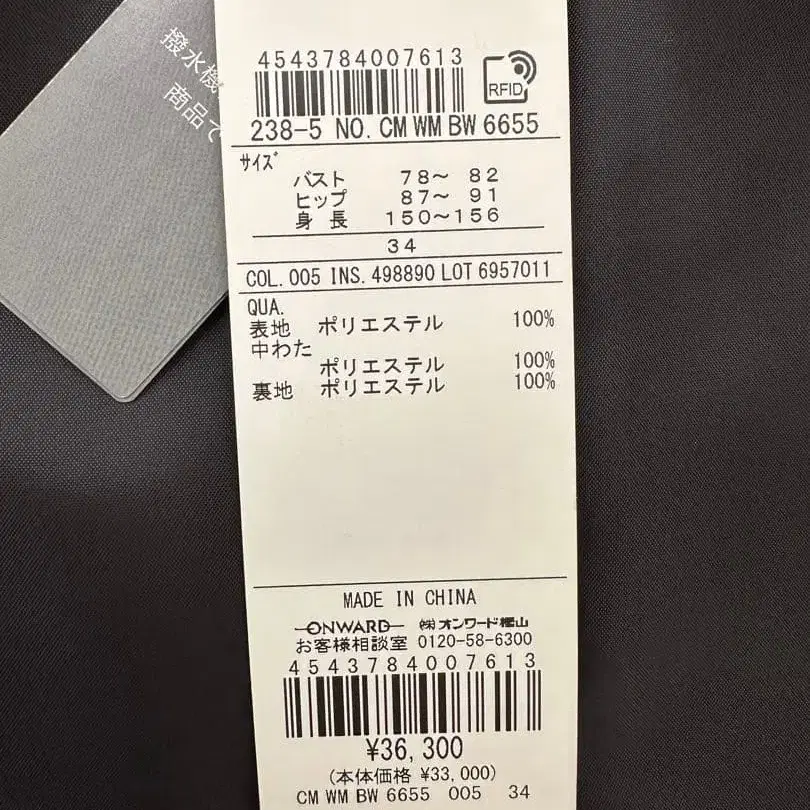 撥水機
商品で
4543784007613
RFID
238-5 NO. CM WM BW 6655
サイズ
バスト 78～ 82
ヒップ 87～ 91
身長 150～156
34
COL. 005 INS. 498890 LOT 6957011
QUA.
表地 ポリエステル 100%
中わた
ポリエステル 100%
裏地 ポリエステル 100%
MADE IN CHINA
ONWARD ㈱オンワード樫山
お客様相談室 0120-58-6300
4543784007613
¥36,300
(本体価格 ¥33,000)
CM WM BW 6655 005 34